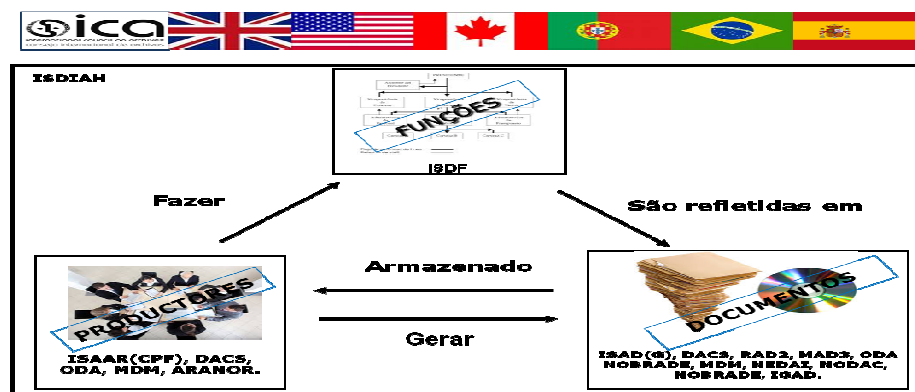 ica
ISDIAH
FUNÇÕES
ISDF
Fazer
São refletidas em
Armazenado
Gerar
PRODUCTORES
ISAAR(CPF), DACS,
ODA, MDM, ARANOR.
DOCUMENTOS
ISAD(G), DACS, RAD2, MAD3, ODA
NOBRADE, MDM, NEDAI, NODAC,
NOBRADE, ISAD.